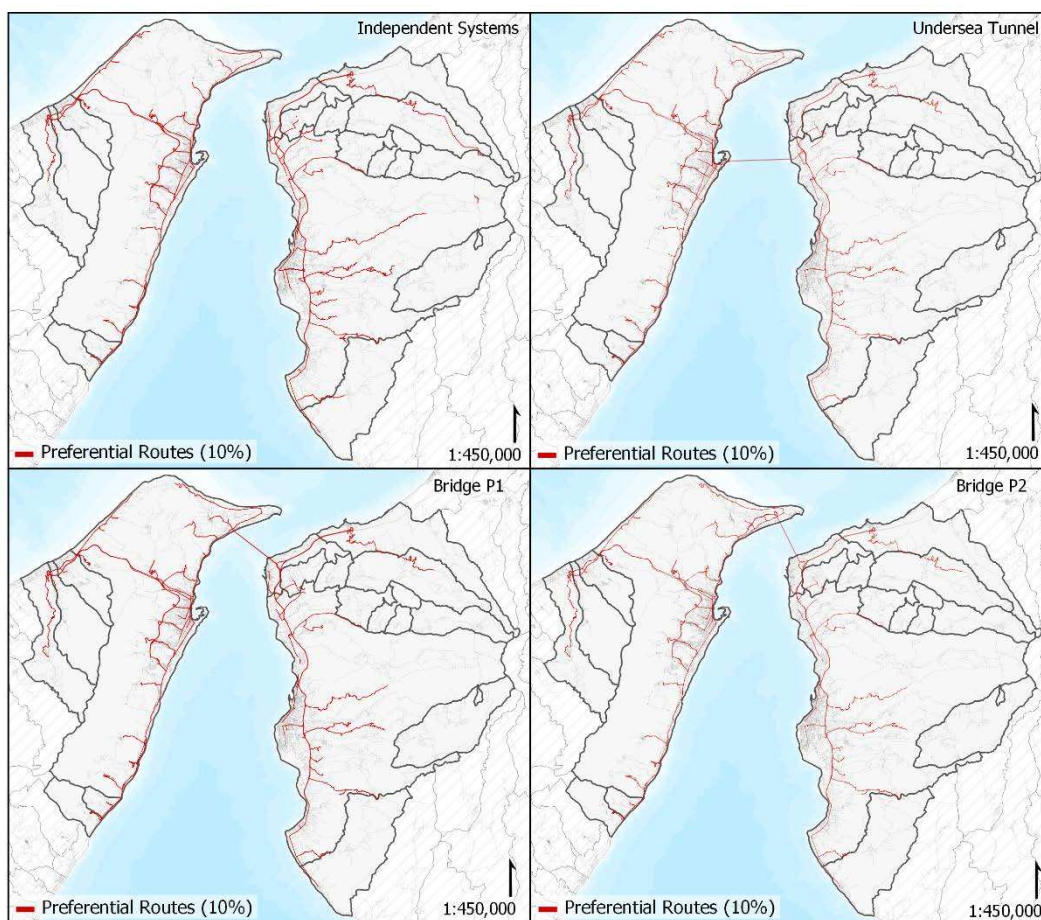 Independent Systems
Preferential Routes (10%)
1:450,000
Undersea Tunnel
Preferential Routes (10%)
1:450,000
Bridge P1
Preferential Routes (10%)
1:450,000
Bridge P2
Preferential Routes (10%)
1:450,000